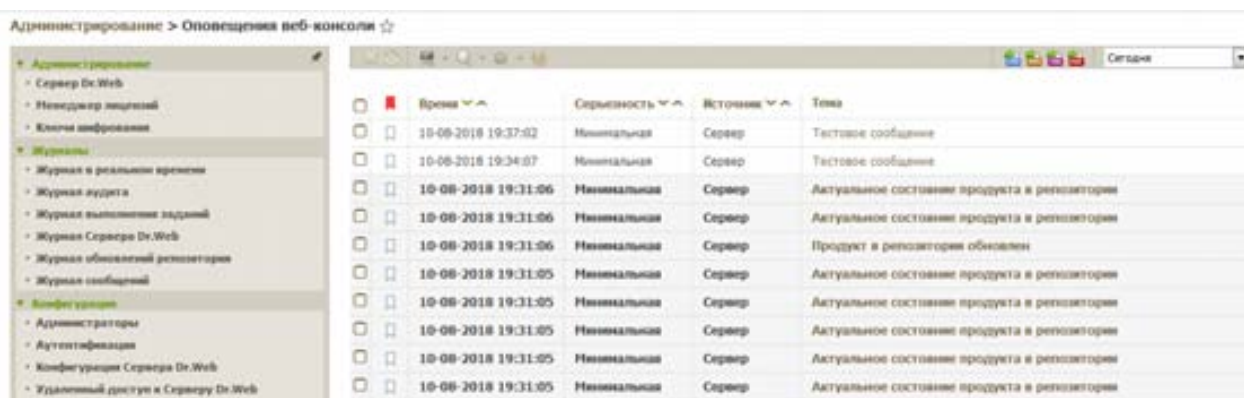 Администрирование > Оповещения веб-консоли
Администрирование
Сервер Dr.Web
Менеджер лицензий
Ключи шифрования
Журналы
Журнал в реальном времени
Журнал аудита
Журнал выполнения заданий
Журнал Сервера Dr.Web
Журнал обновлений репозитория
Журнал сообщений
Конфигурация
Администраторы
Аутентификация
Конфигурация Сервера Dr.Web
Удаленный доступ к Серверу Dr.Web
Сегодня
Время Серьезность Источник Тема
10-08-2018 19:37:02 Минимальная Сервер Тестовое сообщение
10-08-2018 19:34:07 Минимальная Сервер Тестовое сообщение
10-08-2018 19:31:06 Минимальная Сервер Актуальное состояние продукта в репозитории
10-08-2018 19:31:06 Минимальная Сервер Актуальное состояние продукта в репозитории
10-08-2018 19:31:06 Минимальная Сервер Продукт в репозитории обновлен
10-08-2018 19:31:05 Минимальная Сервер Актуальное состояние продукта в репозитории
10-08-2018 19:31:05 Минимальная Сервер Актуальное состояние продукта в репозитории
10-08-2018 19:31:05 Минимальная Сервер Актуальное состояние продукта в репозитории
10-08-2018 19:31:05 Минимальная Сервер Актуальное состояние продукта в репозитории
10-08-2018 19:31:05 Минимальная Сервер Актуальное состояние продукта в репозитории